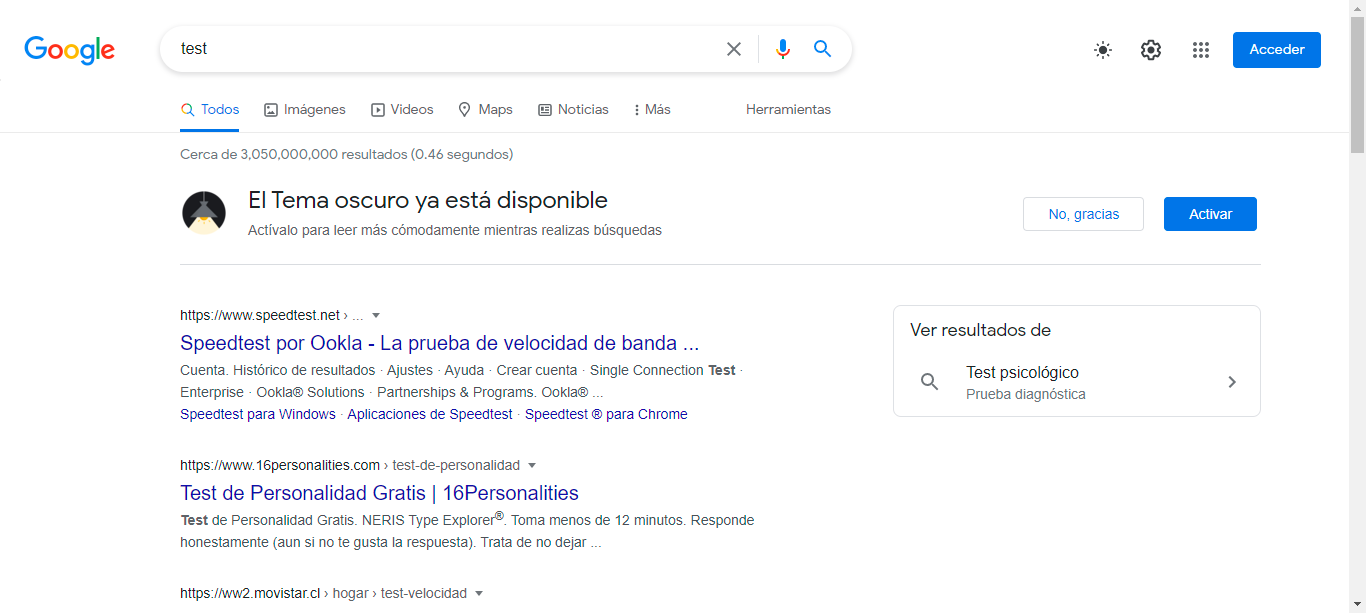 Google
test
Acceder
Todos Imágenes Videos Maps Noticias Más Herramientas
Cerca de 3,050,000,000 resultados (0.46 segundos)
El Tema oscuro ya está disponible
Actívalo para leer más cómodamente mientras realizas búsquedas
No, gracias
Activar
https://www.speedtest.net › ...
Speedtest por Ookla - La prueba de velocidad de banda ...
Cuenta. Histórico de resultados · Ajustes · Ayuda · Crear cuenta · Single Connection Test ·
Enterprise · Ookla® Solutions · Partnerships & Programs. Ookla® ...
Speedtest para Windows · Aplicaciones de Speedtest · Speedtest ® para Chrome
https://www.16personalities.com › test-de-personalidad
Test de Personalidad Gratis | 16Personalities
Test de Personalidad Gratis. NERIS Type Explorer®. Toma menos de 12 minutos. Responde
honestamente (aun si no te gusta la respuesta). Trata de no dejar ...
https://ww2.movistar.cl › hogar › test-velocidad
Ver resultados de
Test psicológico
Prueba diagnóstica